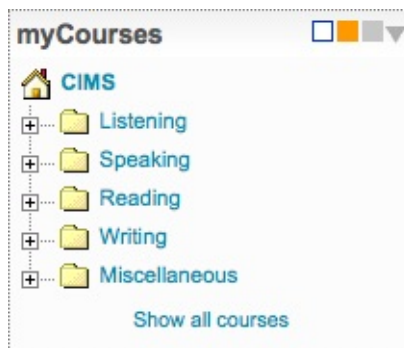 myCourses
CIMS
Listening
Speaking
Reading
Writing
Miscellaneous
Show all courses